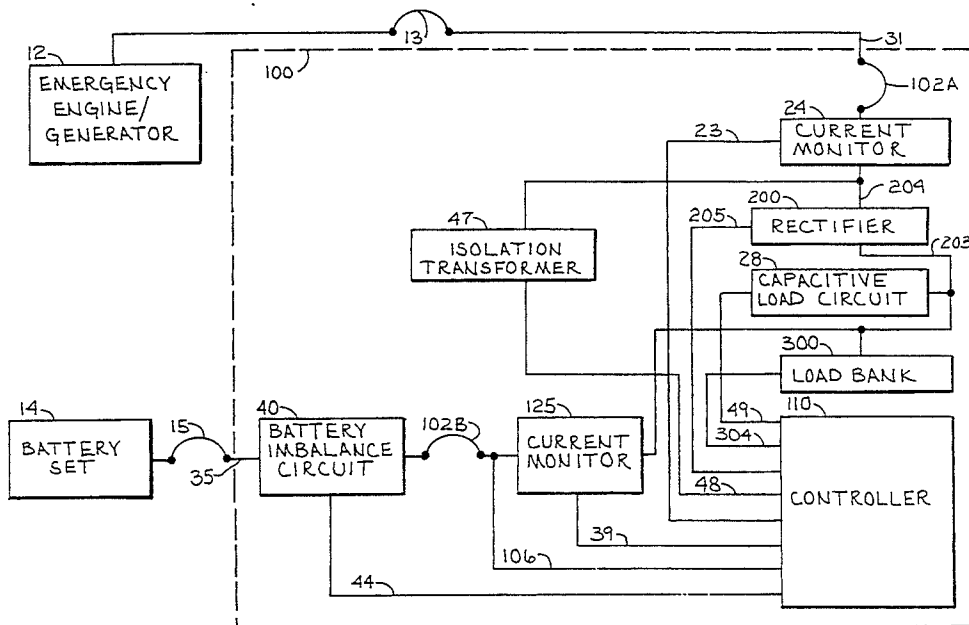 13
12
31
100
EMERGENCY
ENGINE/
GENERATOR
102A
24
23
CURRENT
MONITOR
204
47
200
205
RECTIFIER
203
ISOLATION
TRANSFORMER
28
CAPACITIVE
LOAD CIRCUIT
300
LOAD BANK
14
15
40
102B
125
49
110
304
BATTERY
SET
35
BATTERY
IMBALANCE
CIRCUIT
CURRENT
MONITOR
48
CONTROLLER
39
106
44